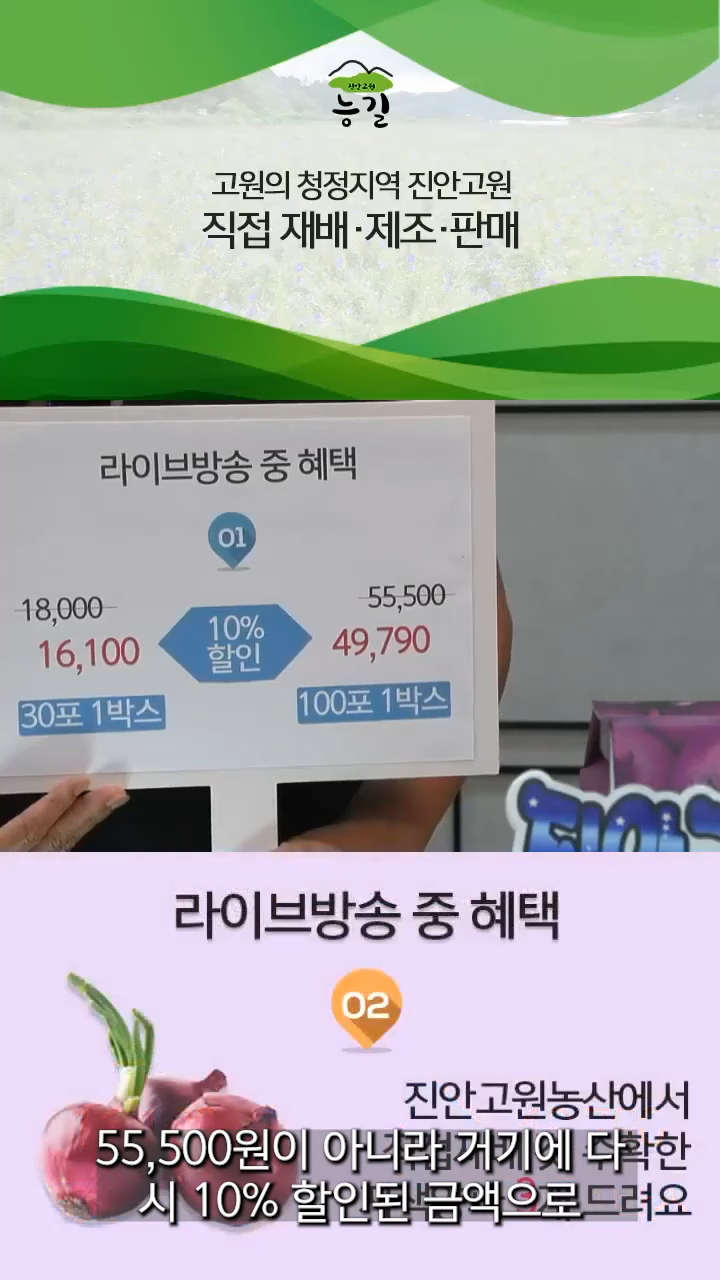 진안고원
능길
고원의 청정지역 진안고원
직접 재배·제조·판매
라이브방송 중 혜택
01
18,000
55,500
10%
할인
16,100
49,790
30포 1박스
100포 1박스
라이브방송 중 혜택
02
진안고원농산에서
55,500원이 아니라 거기에 다
확한
시 10% 할인된 금액으로
드려요